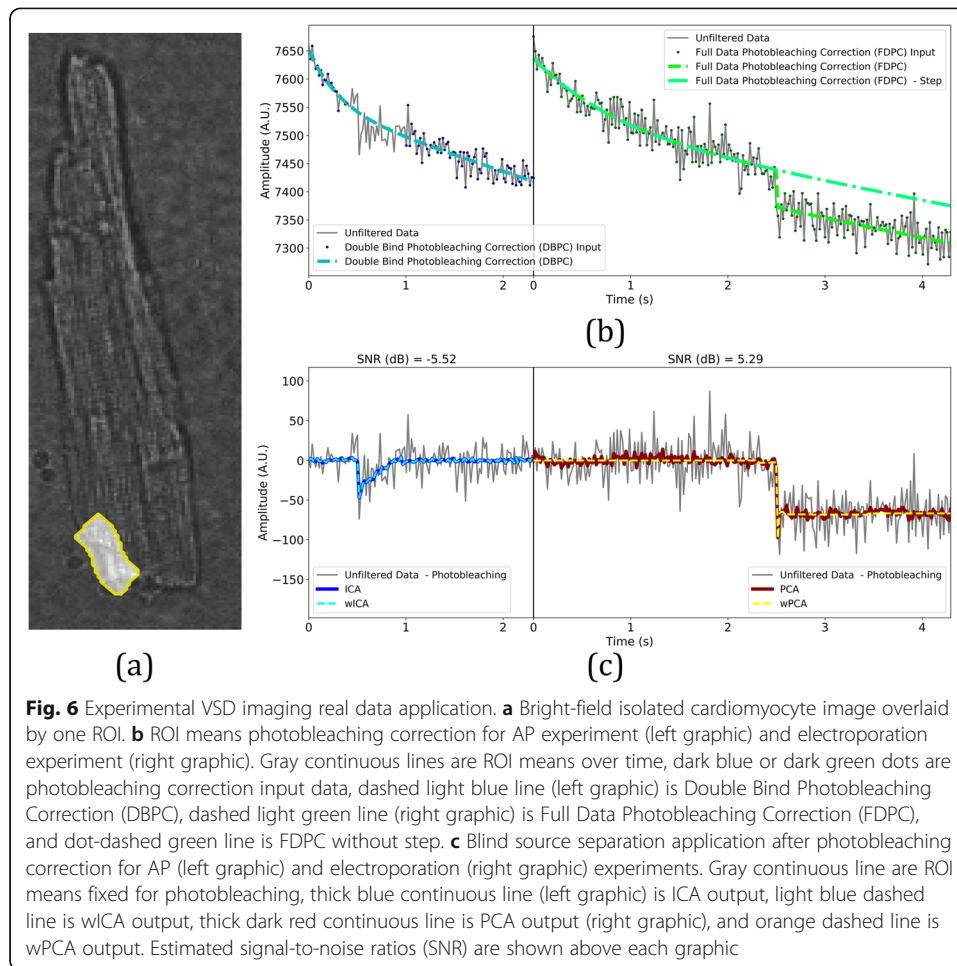 7650
7600
7550
7500
7450
7400
7350
7300
Amplitude (A.U.)
Unfiltered Data
Double Bind Photobleaching Correction (DBPC) Input
Double Bind Photobleaching Correction (DBPC)
0 1 2
Unfiltered Data
Full Data Photobleaching Correction (FDPC) Input
Full Data Photobleaching Correction (FDPC)
Full Data Photobleaching Correction (FDPC) - Step
0 1 2 3 4
Time (s)
(b)
SNR (dB) = -5.52
SNR (dB) = 5.29
100
50
0
−50
−100
−150
Amplitude (A.U.)
Unfiltered Data - Photobleaching
ICA
wICA
0 1 2
Unfiltered Data - Photobleaching
PCA
wPCA
0 1 2 3 4
Time (s)
(a)
(c)
Fig. 6 Experimental VSD imaging real data application. a Bright-field isolated cardiomyocyte image overlaid
by one ROI. b ROI means photobleaching correction for AP experiment (left graphic) and electroporation
experiment (right graphic). Gray continuous lines are ROI means over time, dark blue or dark green dots are
photobleaching correction input data, dashed light blue line (left graphic) is Double Bind Photobleaching
Correction (DBPC), dashed light green line (right graphic) is Full Data Photobleaching Correction (FDPC),
and dot-dashed green line is FDPC without step. c Blind source separation application after photobleaching
correction for AP (left graphic) and electroporation (right graphic) experiments. Gray continuous line are ROI
means fixed for photobleaching, thick blue continuous line (left graphic) is ICA output, light blue dashed
line is wICA output, thick dark red continuous line is PCA output (right graphic), and orange dashed line is
wPCA output. Estimated signal-to-noise ratios (SNR) are shown above each graphic